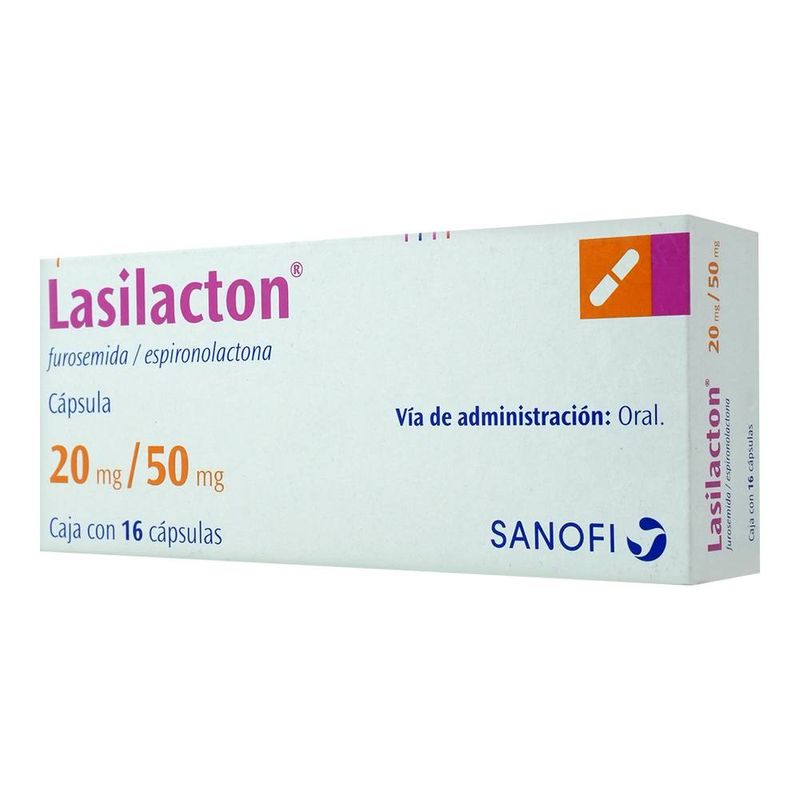 Lasilacton®
furosemida / espironolactona
Cápsula
20 mg / 50 mg
Caja con 16 cápsulas
Vía de administración: Oral.
SANOFI
Lasilacton®
furosemida / espironolactona
20 mg / 50 mg
Caja con 16 cápsulas